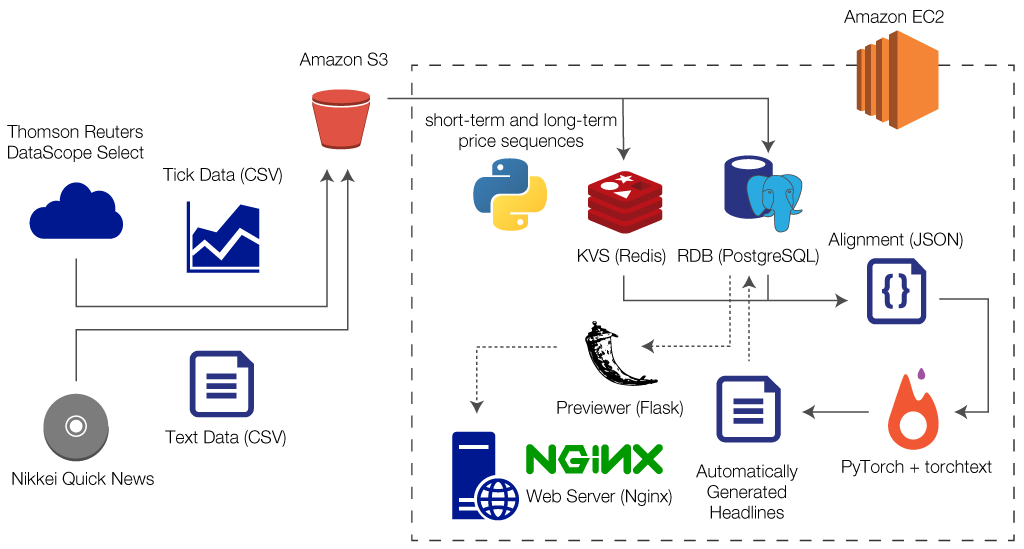 Amazon EC2
Amazon S3
Thomson Reuters
DataScope Select
Tick Data (CSV)
short-term and long-term
price sequences
KVS (Redis)
RDB (PostgreSQL)
Alignment (JSON)
{}
Text Data (CSV)
Nikkei Quick News
Previewer (Flask)
NGiNX
Web Server (Nginx)
Automatically
Generated
Headlines
PyTorch + torchtext